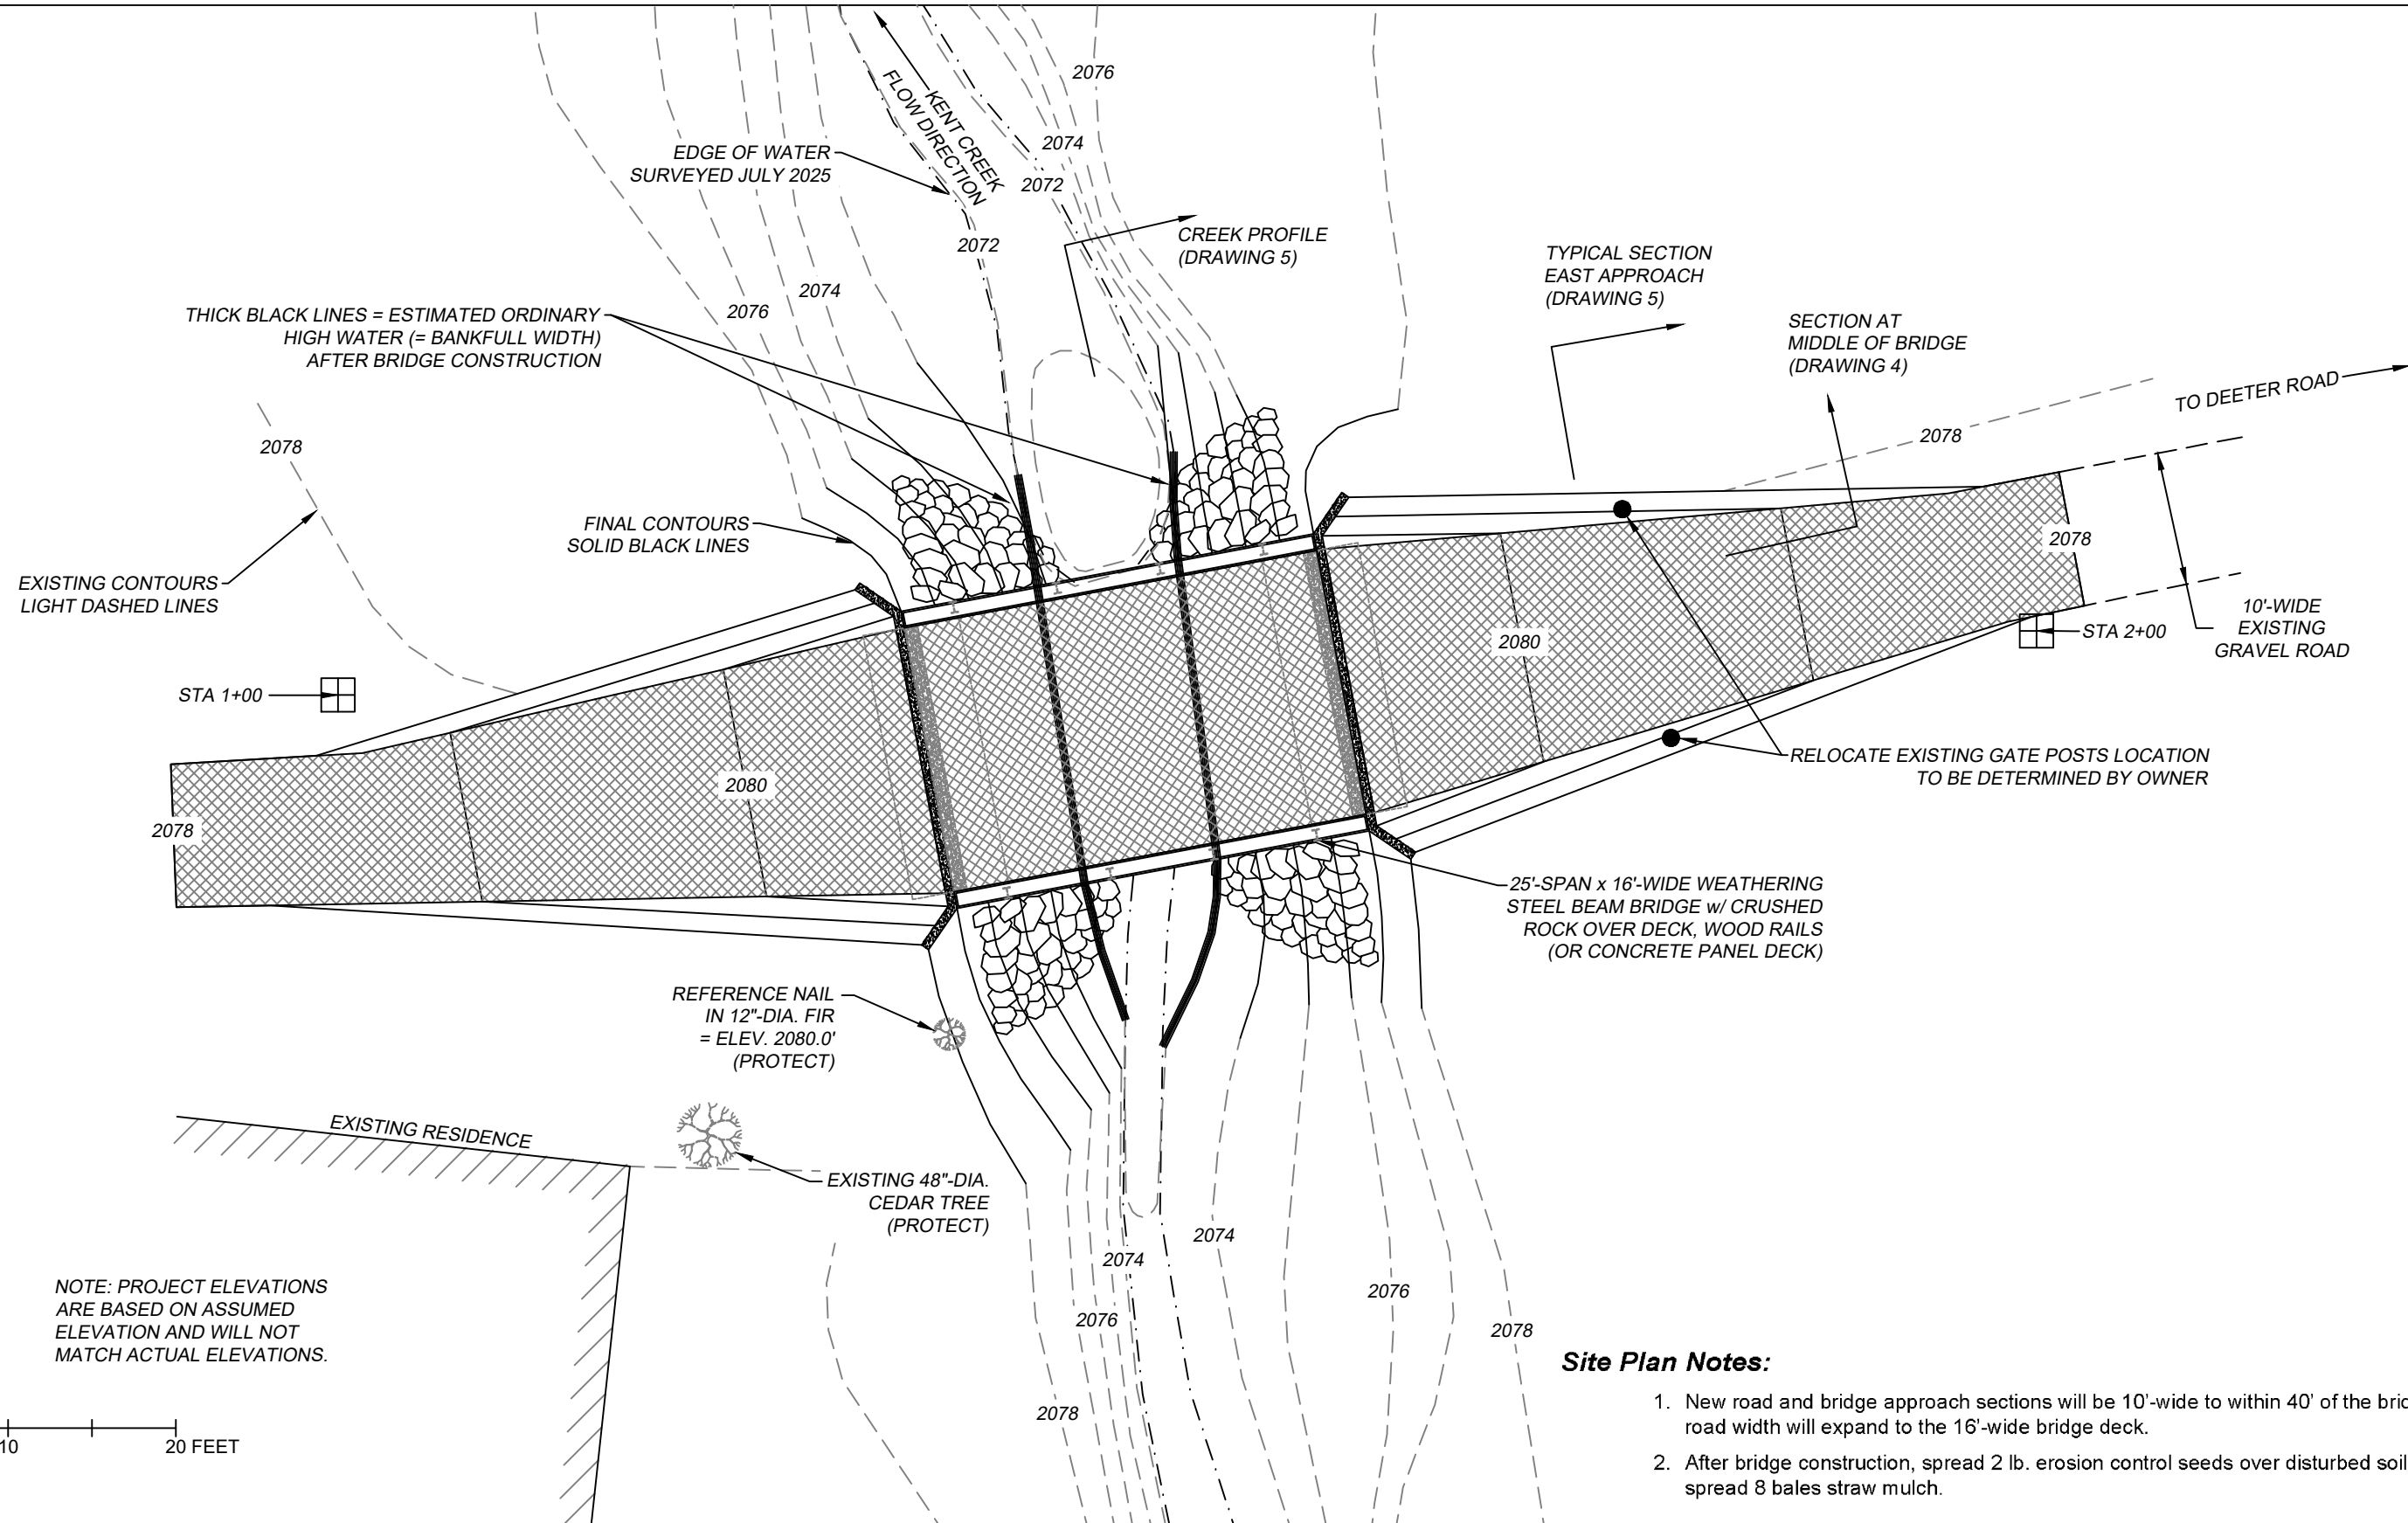 2076
2074
2072
KENT CREEK
FLOW DIRECTION
EDGE OF WATER
SURVEYED JULY 2025
2072
CREEK PROFILE
(DRAWING 5)
TYPICAL SECTION
EAST APPROACH
(DRAWING 5)
SECTION AT
MIDDLE OF BRIDGE
(DRAWING 4)
2074
2076
THICK BLACK LINES = ESTIMATED ORDINARY
HIGH WATER (= BANKFULL WIDTH)
AFTER BRIDGE CONSTRUCTION
TO DEETER ROAD
2078
2078
FINAL CONTOURS
SOLID BLACK LINES
2078
EXISTING CONTOURS
LIGHT DASHED LINES
10'-WIDE
EXISTING
GRAVEL ROAD
STA 2+00
2080
STA 1+00
RELOCATE EXISTING GATE POSTS LOCATION
TO BE DETERMINED BY OWNER
2080
2078
25'-SPAN x 16'-WIDE WEATHERING
STEEL BEAM BRIDGE w/ CRUSHED
ROCK OVER DECK, WOOD RAILS
(OR CONCRETE PANEL DECK)
REFERENCE NAIL
IN 12"-DIA. FIR
= ELEV. 2080.0'
(PROTECT)
EXISTING RESIDENCE
EXISTING 48"-DIA.
CEDAR TREE
(PROTECT)
2074
2074
2076
2076
2078
2078
NOTE: PROJECT ELEVATIONS
ARE BASED ON ASSUMED
ELEVATION AND WILL NOT
MATCH ACTUAL ELEVATIONS.
10
20 FEET
Site Plan Notes:
1. New road and bridge approach sections will be 10'-wide to within 40' of the brid
road width will expand to the 16'-wide bridge deck.
2. After bridge construction, spread 2 lb. erosion control seeds over disturbed soil
spread 8 bales straw mulch.